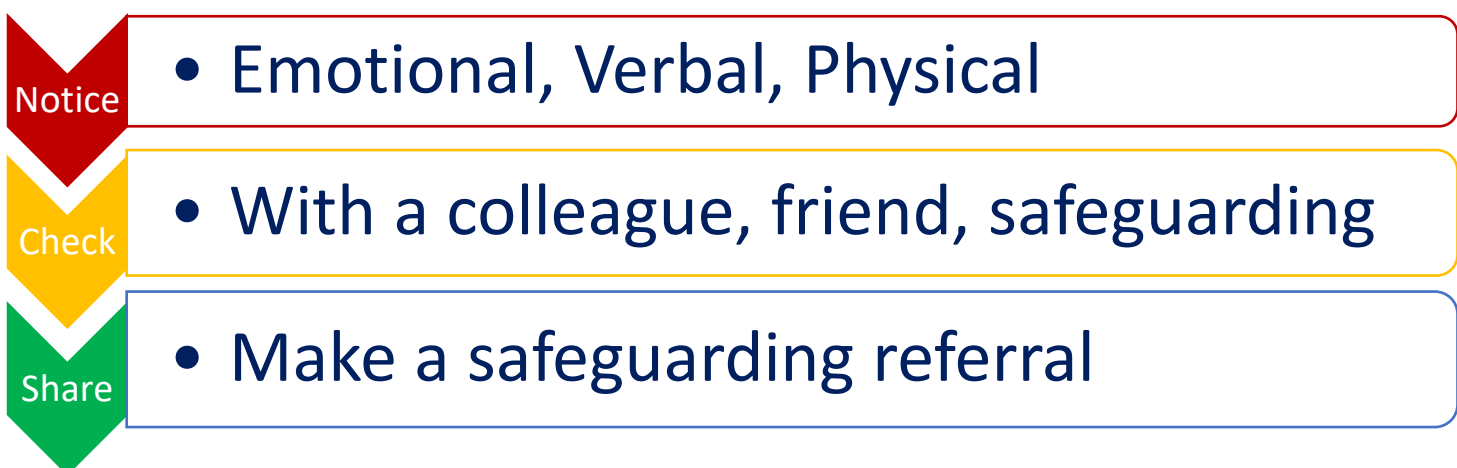 Notice
• Emotional, Verbal, Physical
Check
• With a colleague, friend, safeguarding
Share
• Make a safeguarding referral